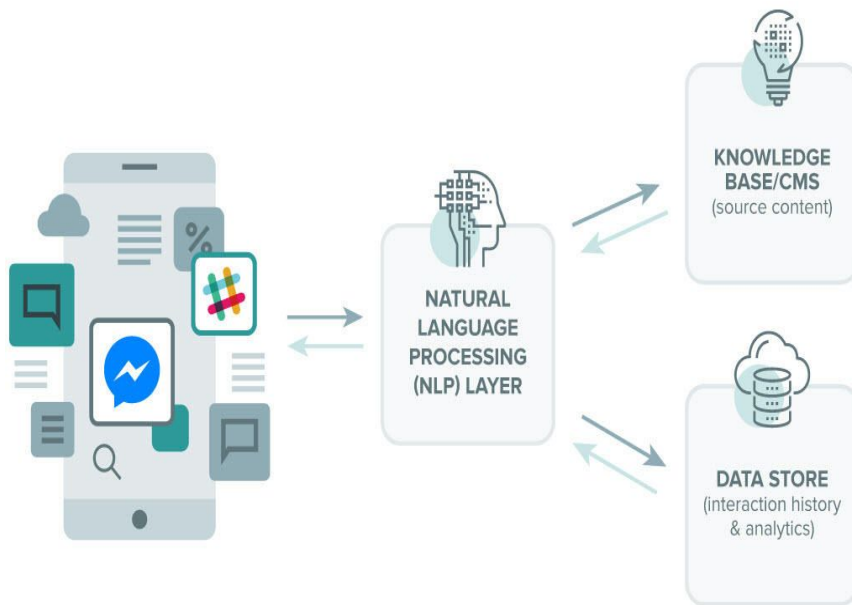 %
NATURAL
LANGUAGE
PROCESSING
(NLP) LAYER
KNOWLEDGE
BASE/CMS
(source content)
DATA STORE
(interaction history
& analytics)